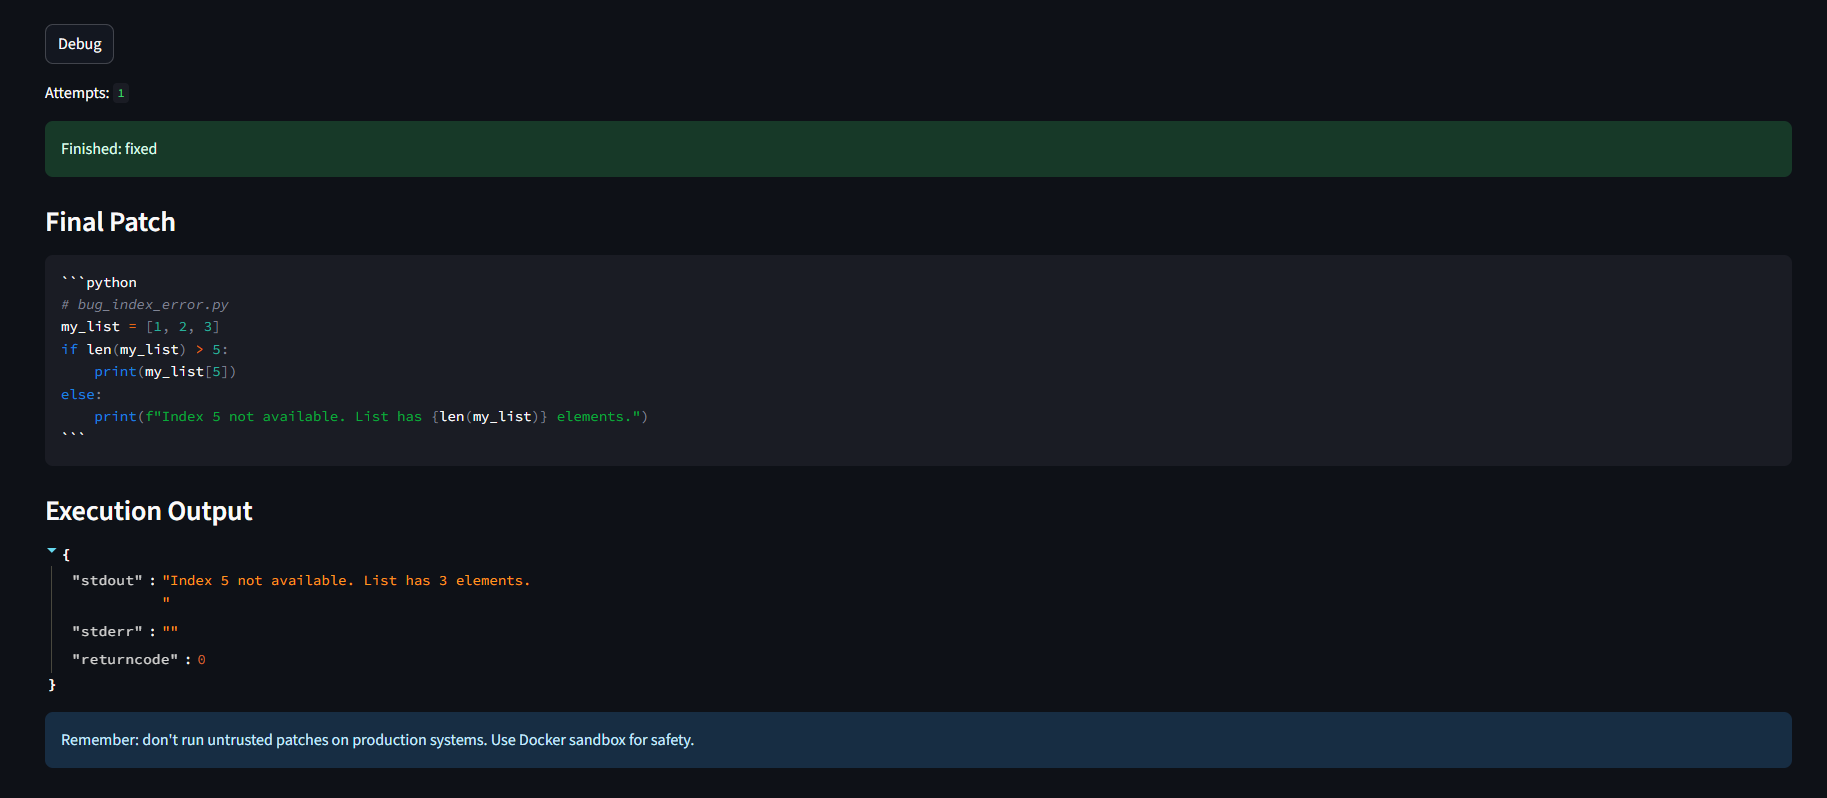 Debug
Attempts: 1
Finished: fixed
Final Patch
```python
# bug_index_error.py
my_list = [1, 2, 3]
if len(my_list) > 5:
    print(my_list[5])
else:
    print(f"Index 5 not available. List has {len(my_list)} elements.")
```
Execution Output
{
"stdout" : "Index 5 not available. List has 3 elements.
"
"stderr" : ""
"returncode" : 0
}
Remember: don't run untrusted patches on production systems. Use Docker sandbox for safety.